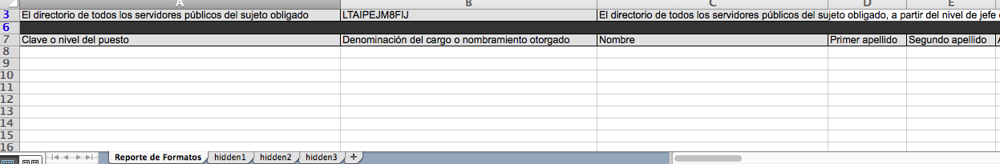 A B C D E
3 El directorio de todos los servidores públicos del sujeto obligado LTAIPEJM8FIJ El directorio de todos los servidores públicos del sujeto obligado, a partir del nivel de jefe
6
7 Clave o nivel del puesto Denominación del cargo o nombramiento otorgado Nombre Primer apellido Segundo apellido
8
9
10
11
12
13
14
15
16
Reporte de Formatos hidden1 hidden2 hidden3 +